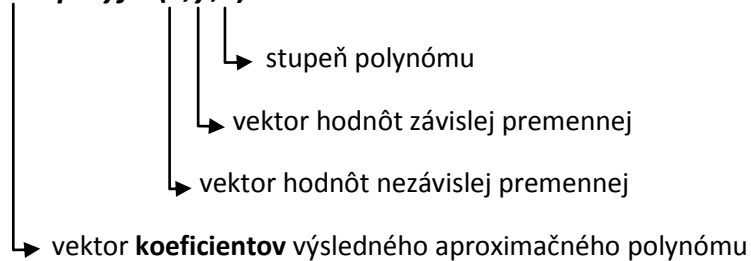 stupeň polynómu
vektor hodnôt závislej premennej
vektor hodnôt nezávislej premennej
vektor koeficientov výsledného aproximačného polynómu